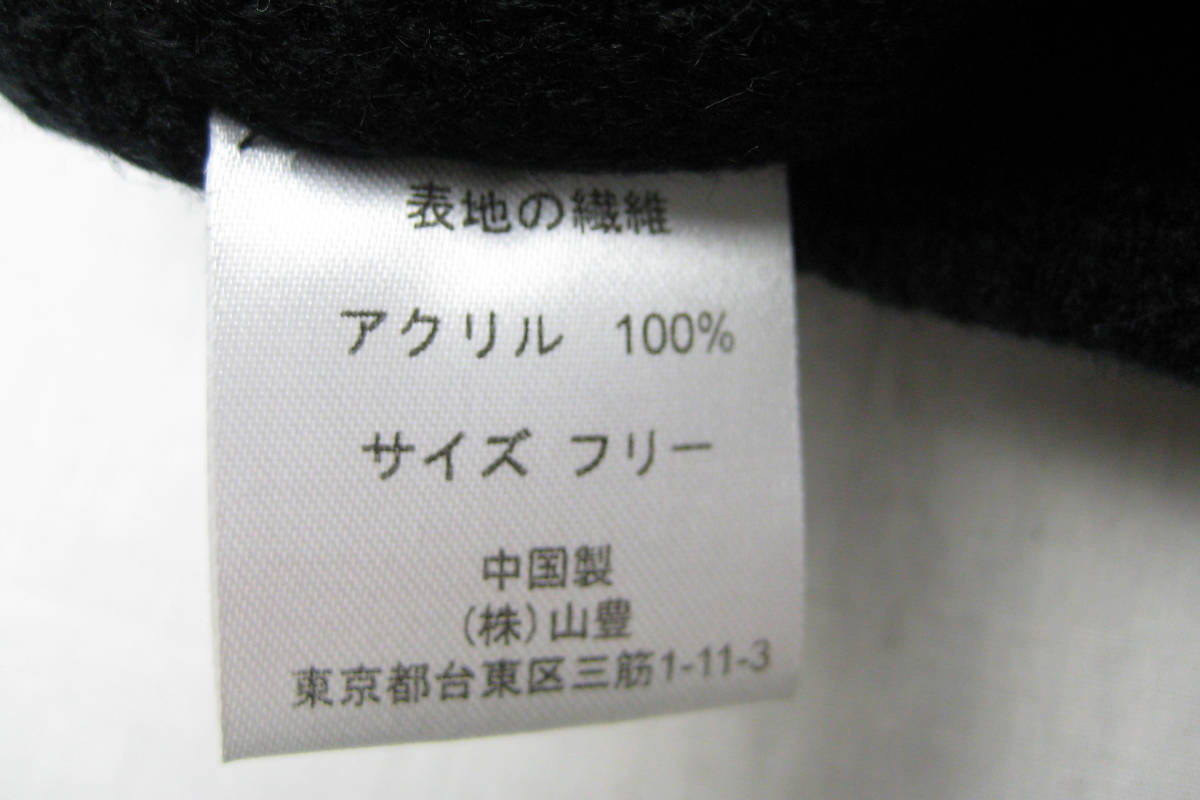 表地の繊維
アクリル 100%
サイズ フリー
中国製
(株)山豊
東京都台東区三筋1-11-3